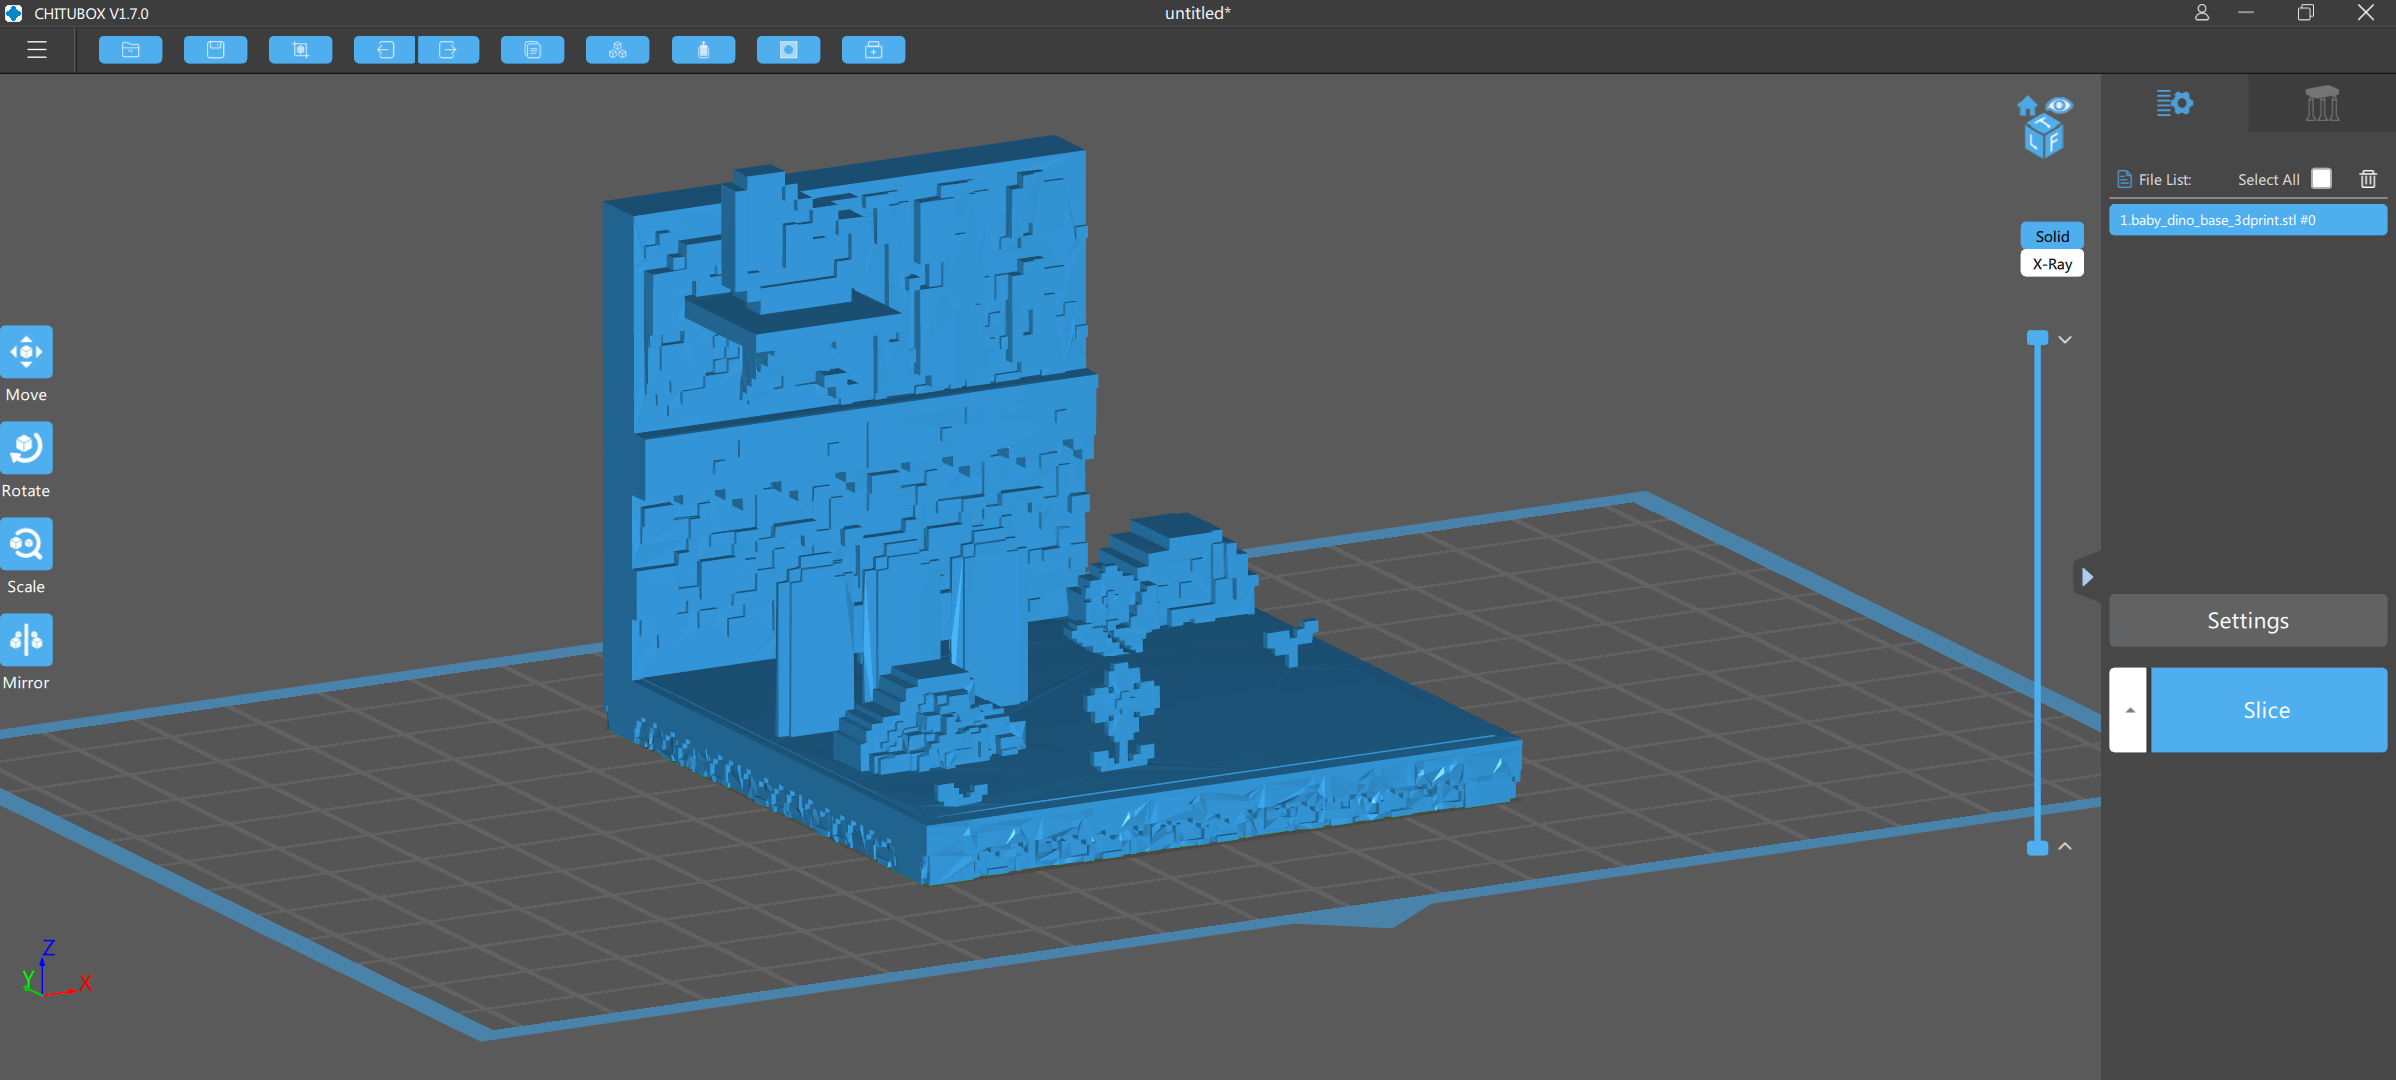 CHITUBOX V1.7.0
untitled*
T
L F
File List:
Select All
1.baby_dino_base_3dprint.stl #0
Solid
X-Ray
Move
Rotate
Scale
Mirror
Settings
Slice
Z
Y
X